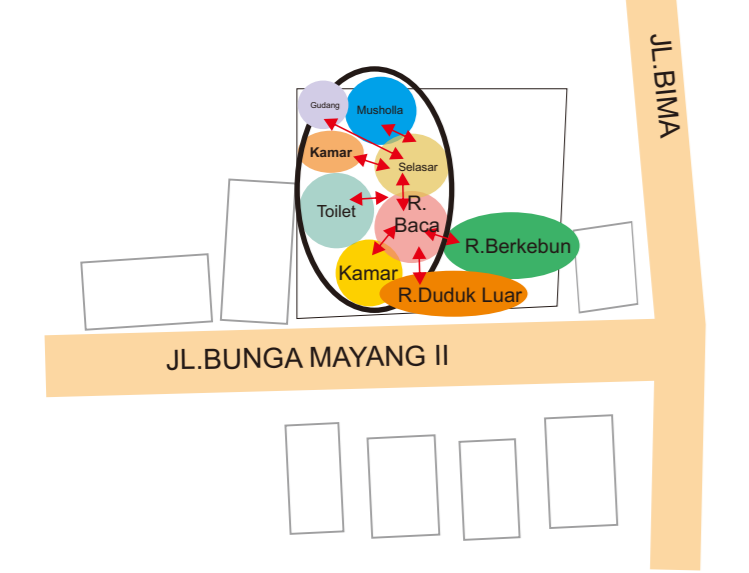 JL.BIMA
Gudang
Musholla
Kamar
Selasar
Toilet
R.
Baca
R.Berkebun
Kamar
R.Duduk Luar
JL.BUNGA MAYANG II